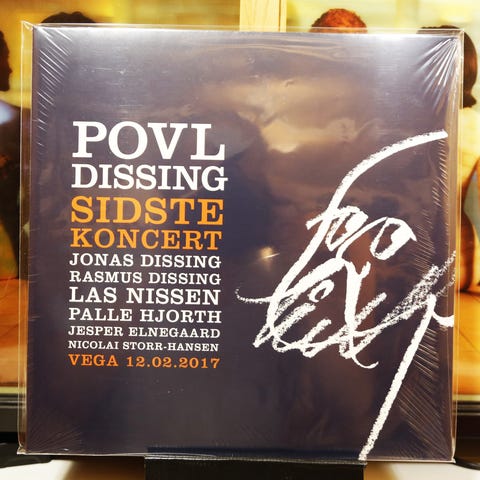 POVL
DISSING
SIDSTE
KONCERT
JONAS DISSING
RASMUS DISSING
LAS NISSEN
PALLE HJORTH
JESPER ELNEGAARD
NICOLAI STORR-HANSEN
VEGA 12.02.2017